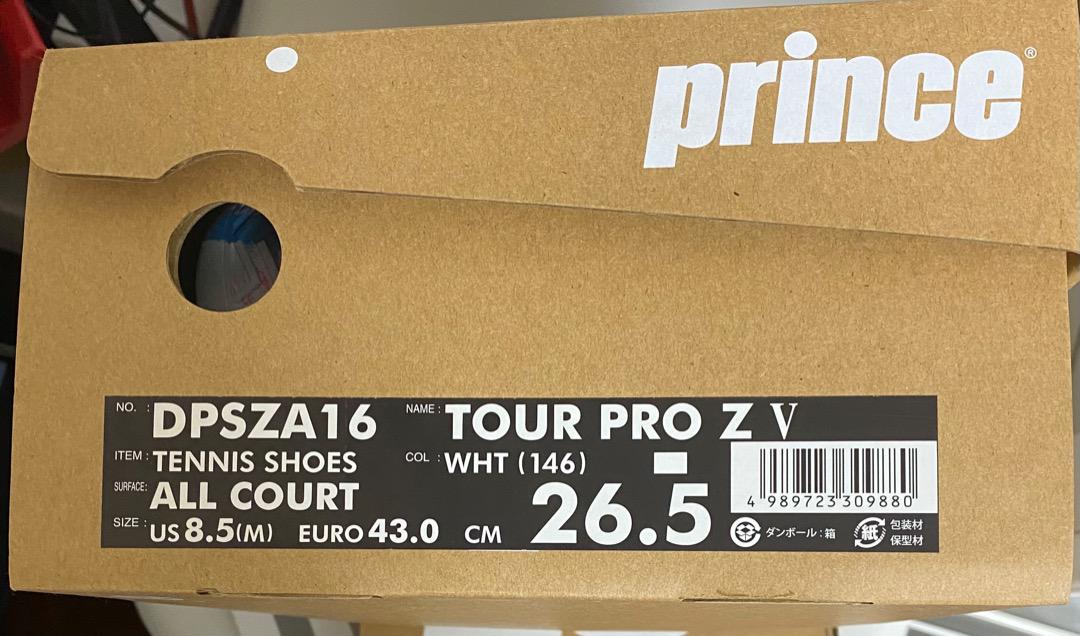 prince®
NO. : DPSZA16 NAME : TOUR PRO Z V
ITEM : TENNIS SHOES COL : WHT (146)
SURFACE: ALL COURT
SIZE : US 8.5(M) EURO 43.0 CM 26.5
4 989723 309880
ダンボール : 箱
紙 包装材
保型材